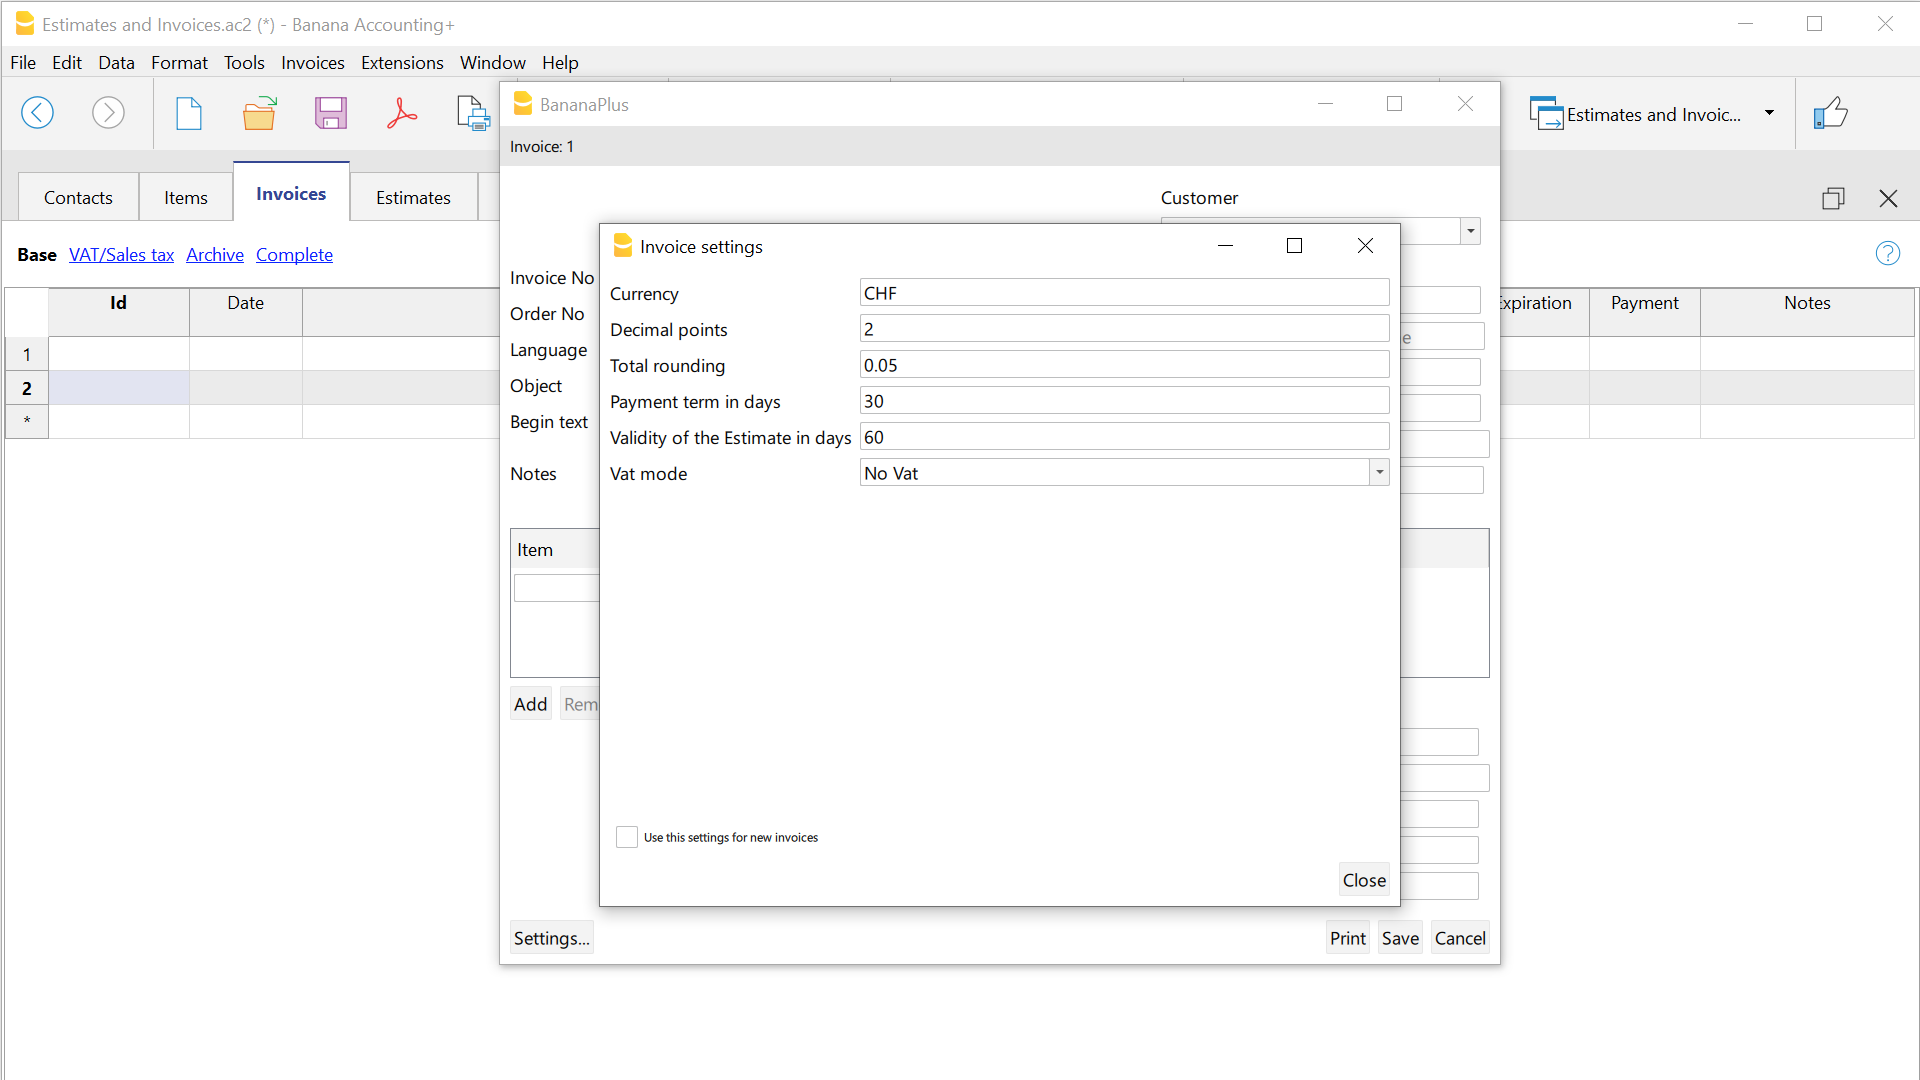 Estimates and Invoices.ac2 (*) - Banana Accounting+
File Edit Data Format Tools Invoices Extensions Window Help
BananaPlus
Estimates and Invoic...
Invoice: 1
Contacts Items Invoices Estimates
Customer
Base VAT/Sales tax Archive Complete
Invoice settings
Id Date Expiration Payment Notes
Invoice No
Order No
Language
Object
Begin text
Notes
Currency CHF
Decimal points 2
Total rounding 0.05
Payment term in days 30
Validity of the Estimate in days 60
Vat mode No Vat
1
2
*
e
Item
Add Rem
Use this settings for new invoices
Close
Settings... Print Save Cancel